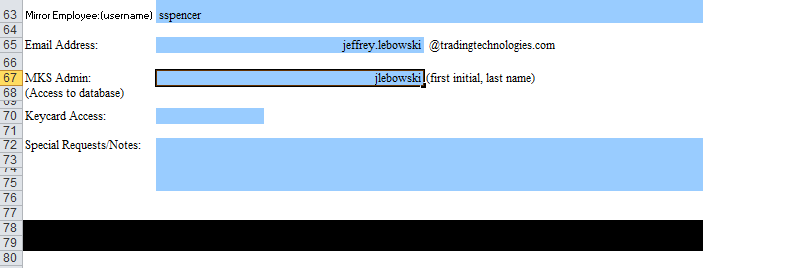 63 Mirror Employee:(username) sspencer
64
65 Email Address: jeffrey.lebowski @tradingtechnologies.com
66
67 MKS Admin: jlebowski (first initial, last name)
68 (Access to database)
69
70 Keycard Access:
71
72 Special Requests/Notes:
73
74
75
76
77
78
79
80